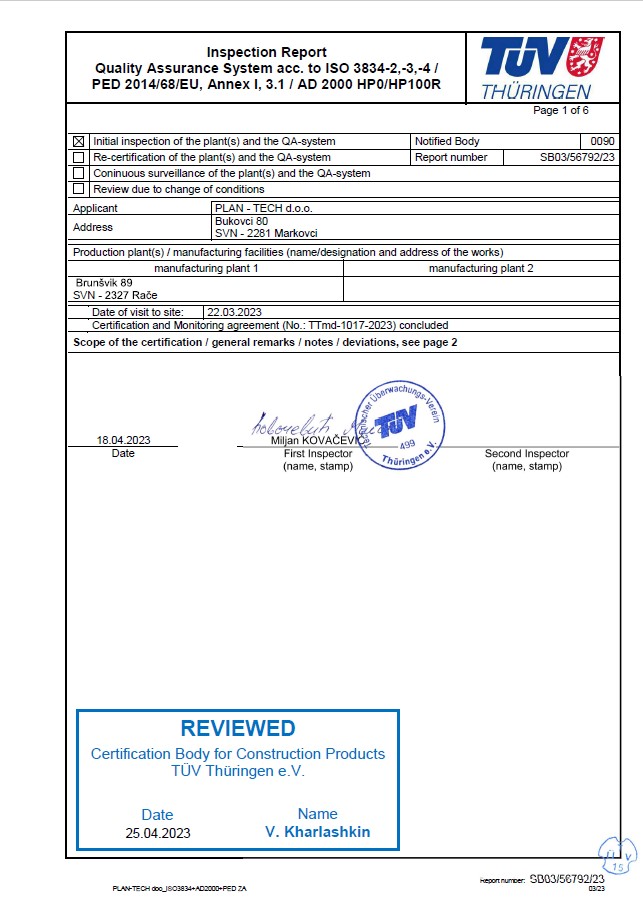 Inspection Report
Quality Assurance System acc. to ISO 3834-2,-3,-4 /
PED 2014/68/EU, Annex I, 3.1 / AD 2000 HP0/HP100R
TÜV
THÜRINGEN
Page 1 of 6
☒ Initial inspection of the plant(s) and the QA-system Notified Body 0090
☐ Re-certification of the plant(s) and the QA-system Report number SB03/56792/23
☐ Coninuous surveillance of the plant(s) and the QA-system
☐ Review due to change of conditions
Applicant PLAN - TECH d.o.o.
Address Bukovci 80
SVN - 2281 Markovci
Production plant(s) / manufacturing facilities (name/designation and address of the works)
manufacturing plant 1 manufacturing plant 2
Brunšvik 89
SVN - 2327 Rače
Date of visit to site: 22.03.2023
Certification and Monitoring agreement (No.: TTmd-1017-2023) concluded
Scope of the certification / general remarks / notes / deviations, see page 2
Technischer Überwachungs-Verein
TÜV
499
Thüringen e.V.
18.04.2023 Miljan KOVAČEVIĆ
Date First Inspector Second Inspector
(name, stamp) (name, stamp)
REVIEWED
Certification Body for Construction Products
TÜV Thüringen e.V.
Date Name
25.04.2023 V. Kharlashkin
15
Report number: SB03/56792/23
PLAN-TECH doo_ISO3834+AD2000+PED ZA 03/23